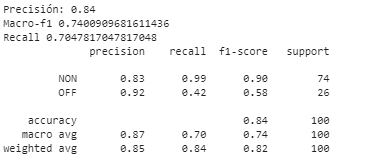 Precisión: 0.84
Macro-f1 0.7400909681611436
Recall 0.7047817047817048
precision recall f1-score support
NON 0.83 0.99 0.90 74
OFF 0.92 0.42 0.58 26
accuracy 0.84 100
macro avg 0.87 0.70 0.74 100
weighted avg 0.85 0.84 0.82 100